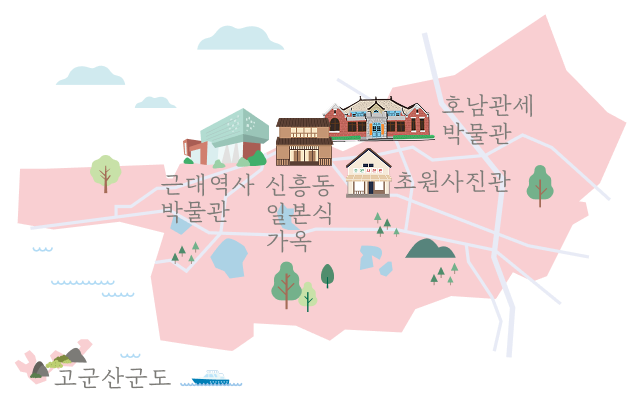 호남관세
박물관
초원사진관
근대역사
박물관
신흥동
일본식
가옥
고군산군도